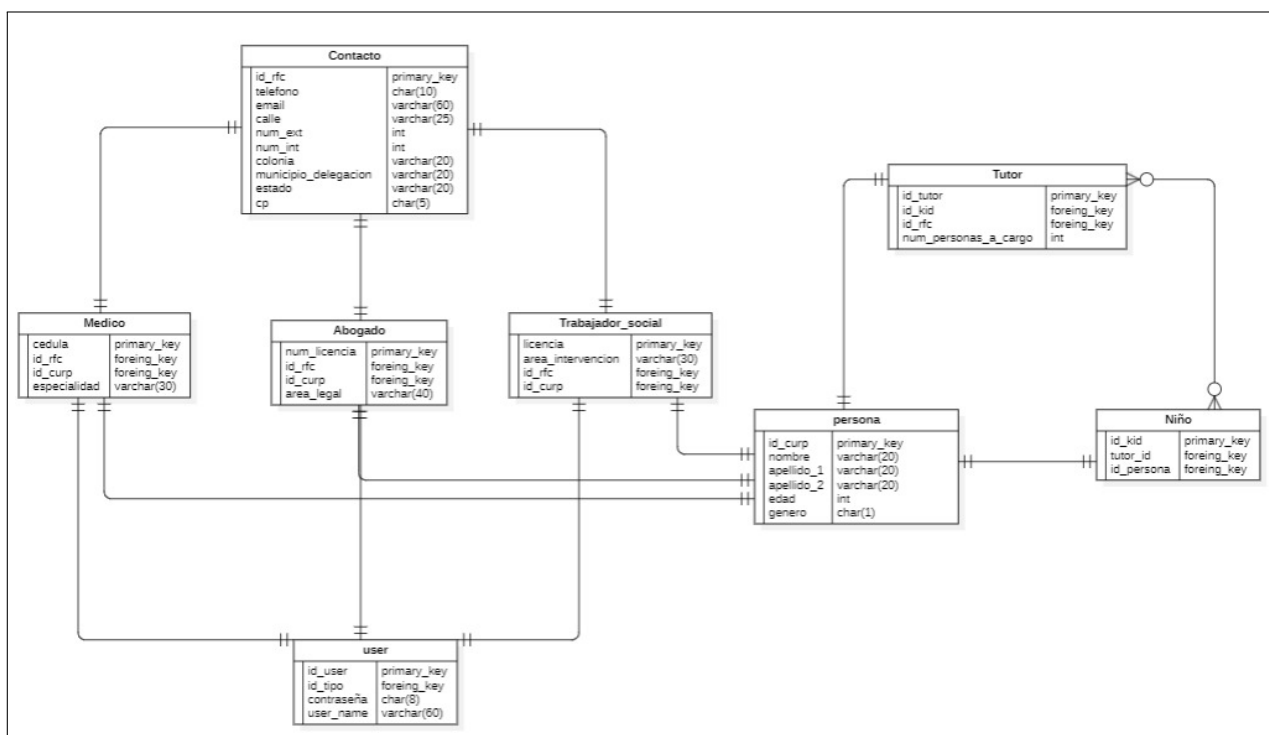 Contacto
id_rfc primary_key
telefono char(10)
email varchar(60)
calle varchar(25)
num_ext int
num_int int
colonia varchar(20)
municipio_delegacion varchar(20)
estado varchar(20)
cp char(5)
Tutor
id_tutor primary_key
id_kid foreing_key
id_rfc foreing_key
num_personas_a_cargo int
Medico
cedula primary_key
id_rfc foreing_key
id_curp foreing_key
especialidad varchar(30)
Abogado
num_licencia primary_key
id_rfc foreing_key
id_curp foreing_key
area_legal varchar(40)
Trabajador_social
licencia primary_key
area_intervencion varchar(30)
id_rfc foreing_key
id_curp foreing_key
persona
id_curp primary_key
nombre varchar(20)
apellido_1 varchar(20)
apellido_2 varchar(20)
edad int
genero char(1)
Niño
id_kid primary_key
tutor_id foreing_key
id_persona foreing_key
user
id_user primary_key
id_tipo foreing_key
contraseña char(8)
user_name varchar(60)